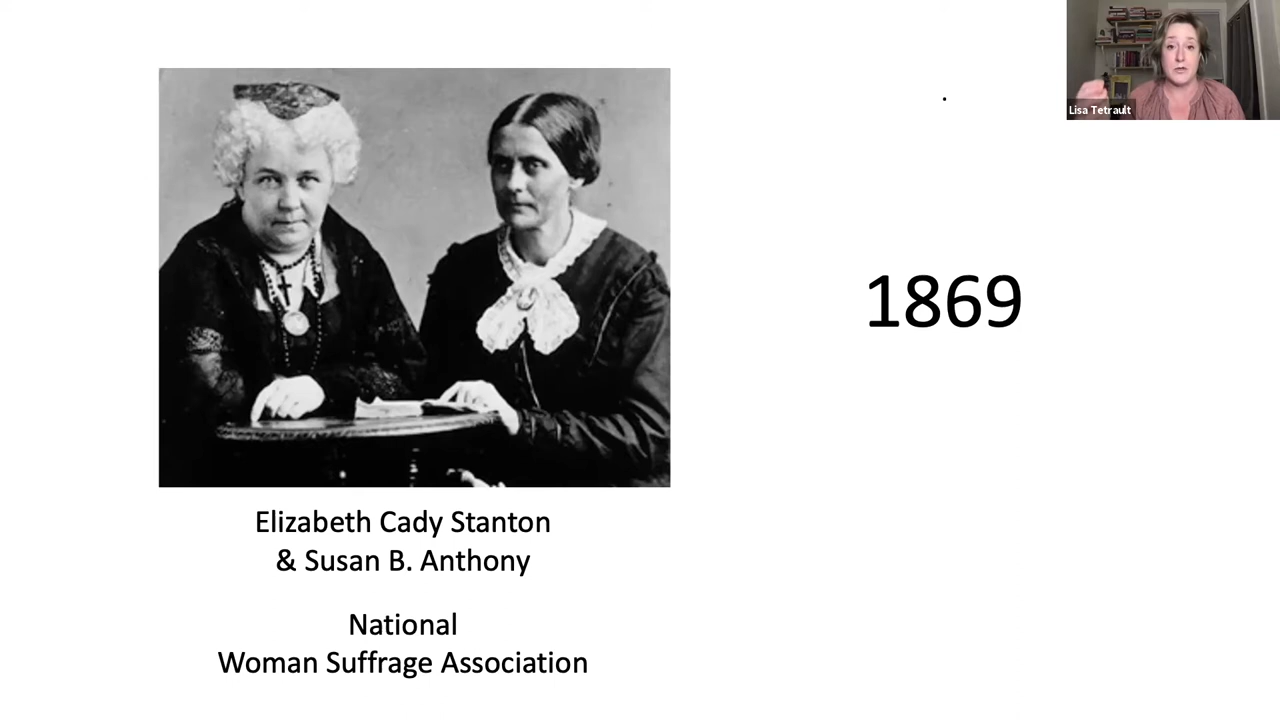 Lisa Tetrault
1869
Elizabeth Cady Stanton
& Susan B. Anthony
National
Woman Suffrage Association